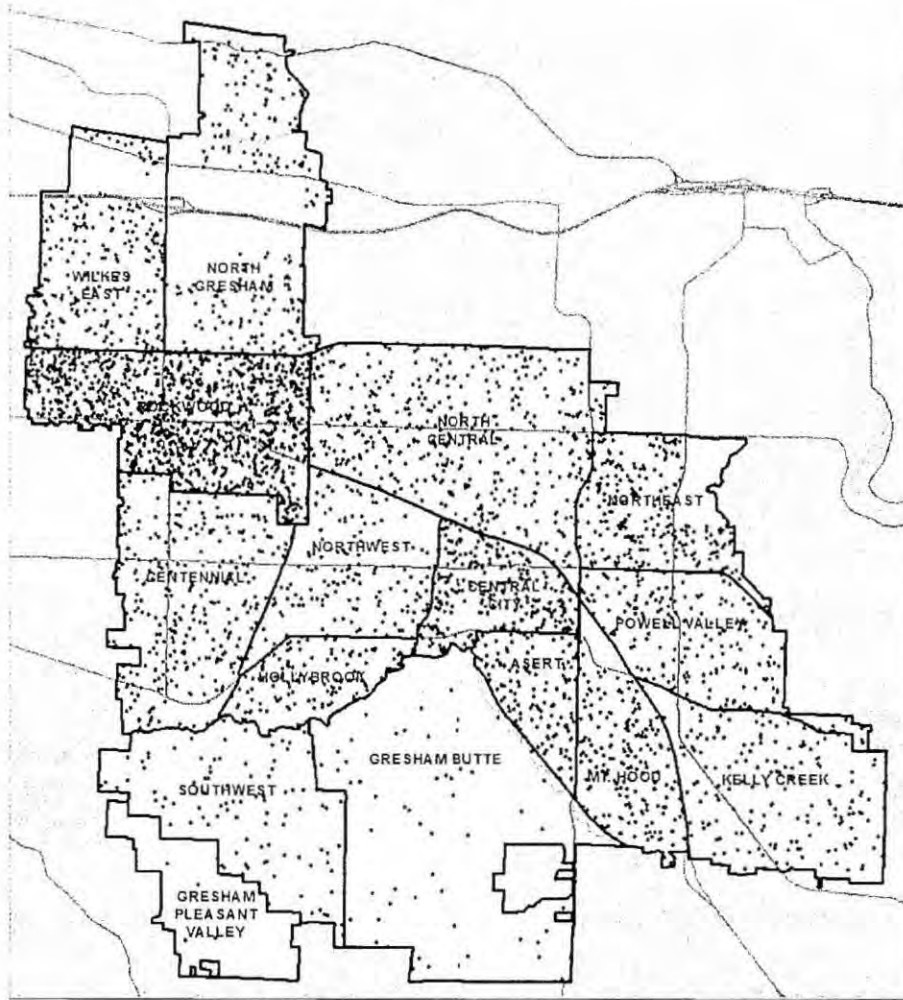 WILKES
EAST
NORTH
GRESHAM
ROCKWOOD
NORTH
CENTRAL
NORTHEAST
NORTHWEST
CENTENNIAL
CENTRAL
CITY
POWELL VALLEY
HOLLYBROOK
ASERT
GRESHAM BUTTE
MT. HOOD
KELLY CREEK
SOUTHWEST
GRESHAM
PLEASANT
VALLEY